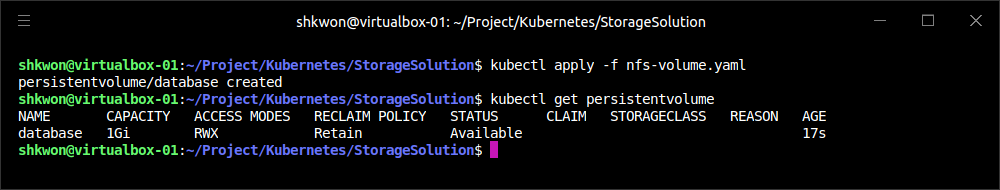 shkwon@virtualbox-01: ~/Project/Kubernetes/StorageSolution
shkwon@virtualbox-01:~/Project/Kubernetes/StorageSolution$ kubectl apply -f nfs-volume.yaml
persistentvolume/database created
shkwon@virtualbox-01:~/Project/Kubernetes/StorageSolution$ kubectl get persistentvolume
NAME       CAPACITY   ACCESS MODES   RECLAIM POLICY   STATUS      CLAIM   STORAGECLASS   REASON   AGE
database   1Gi        RWX            Retain           Available                                   17s
shkwon@virtualbox-01:~/Project/Kubernetes/StorageSolution$